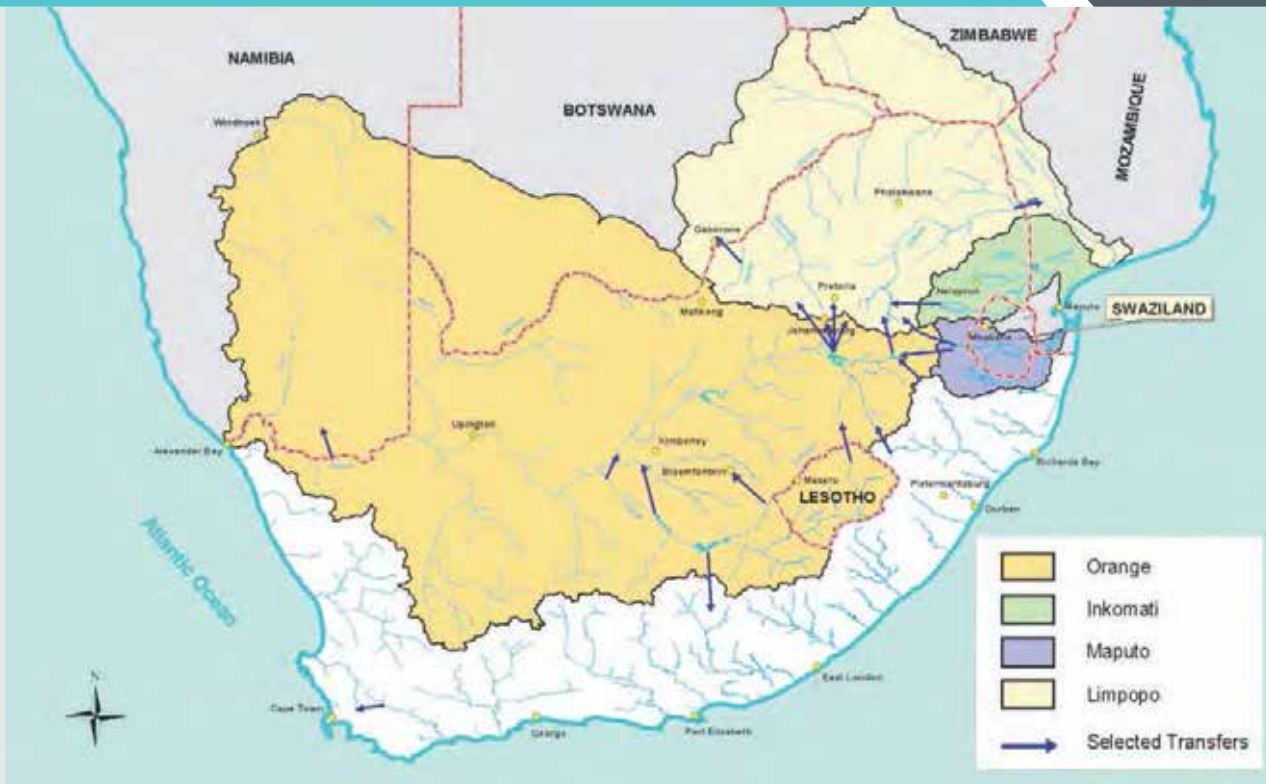 NAMIBIA
ZIMBABWE
BOTSWANA
MOZAMBIQUE
Windhoek
Gaborone
Pretoria
Mafikeng
Nelspruit
Maputo
SWAZILAND
Mbabane
Upington
Kimberley
Bloemfontein
Maseru
LESOTHO
Alexander Bay
Richards Bay
Pietermaritzburg
Durban
Atlantic Ocean
East London
Cape Town
George
Port Elizabeth
N
Orange
Inkomati
Maputo
Limpopo
Selected Transfers